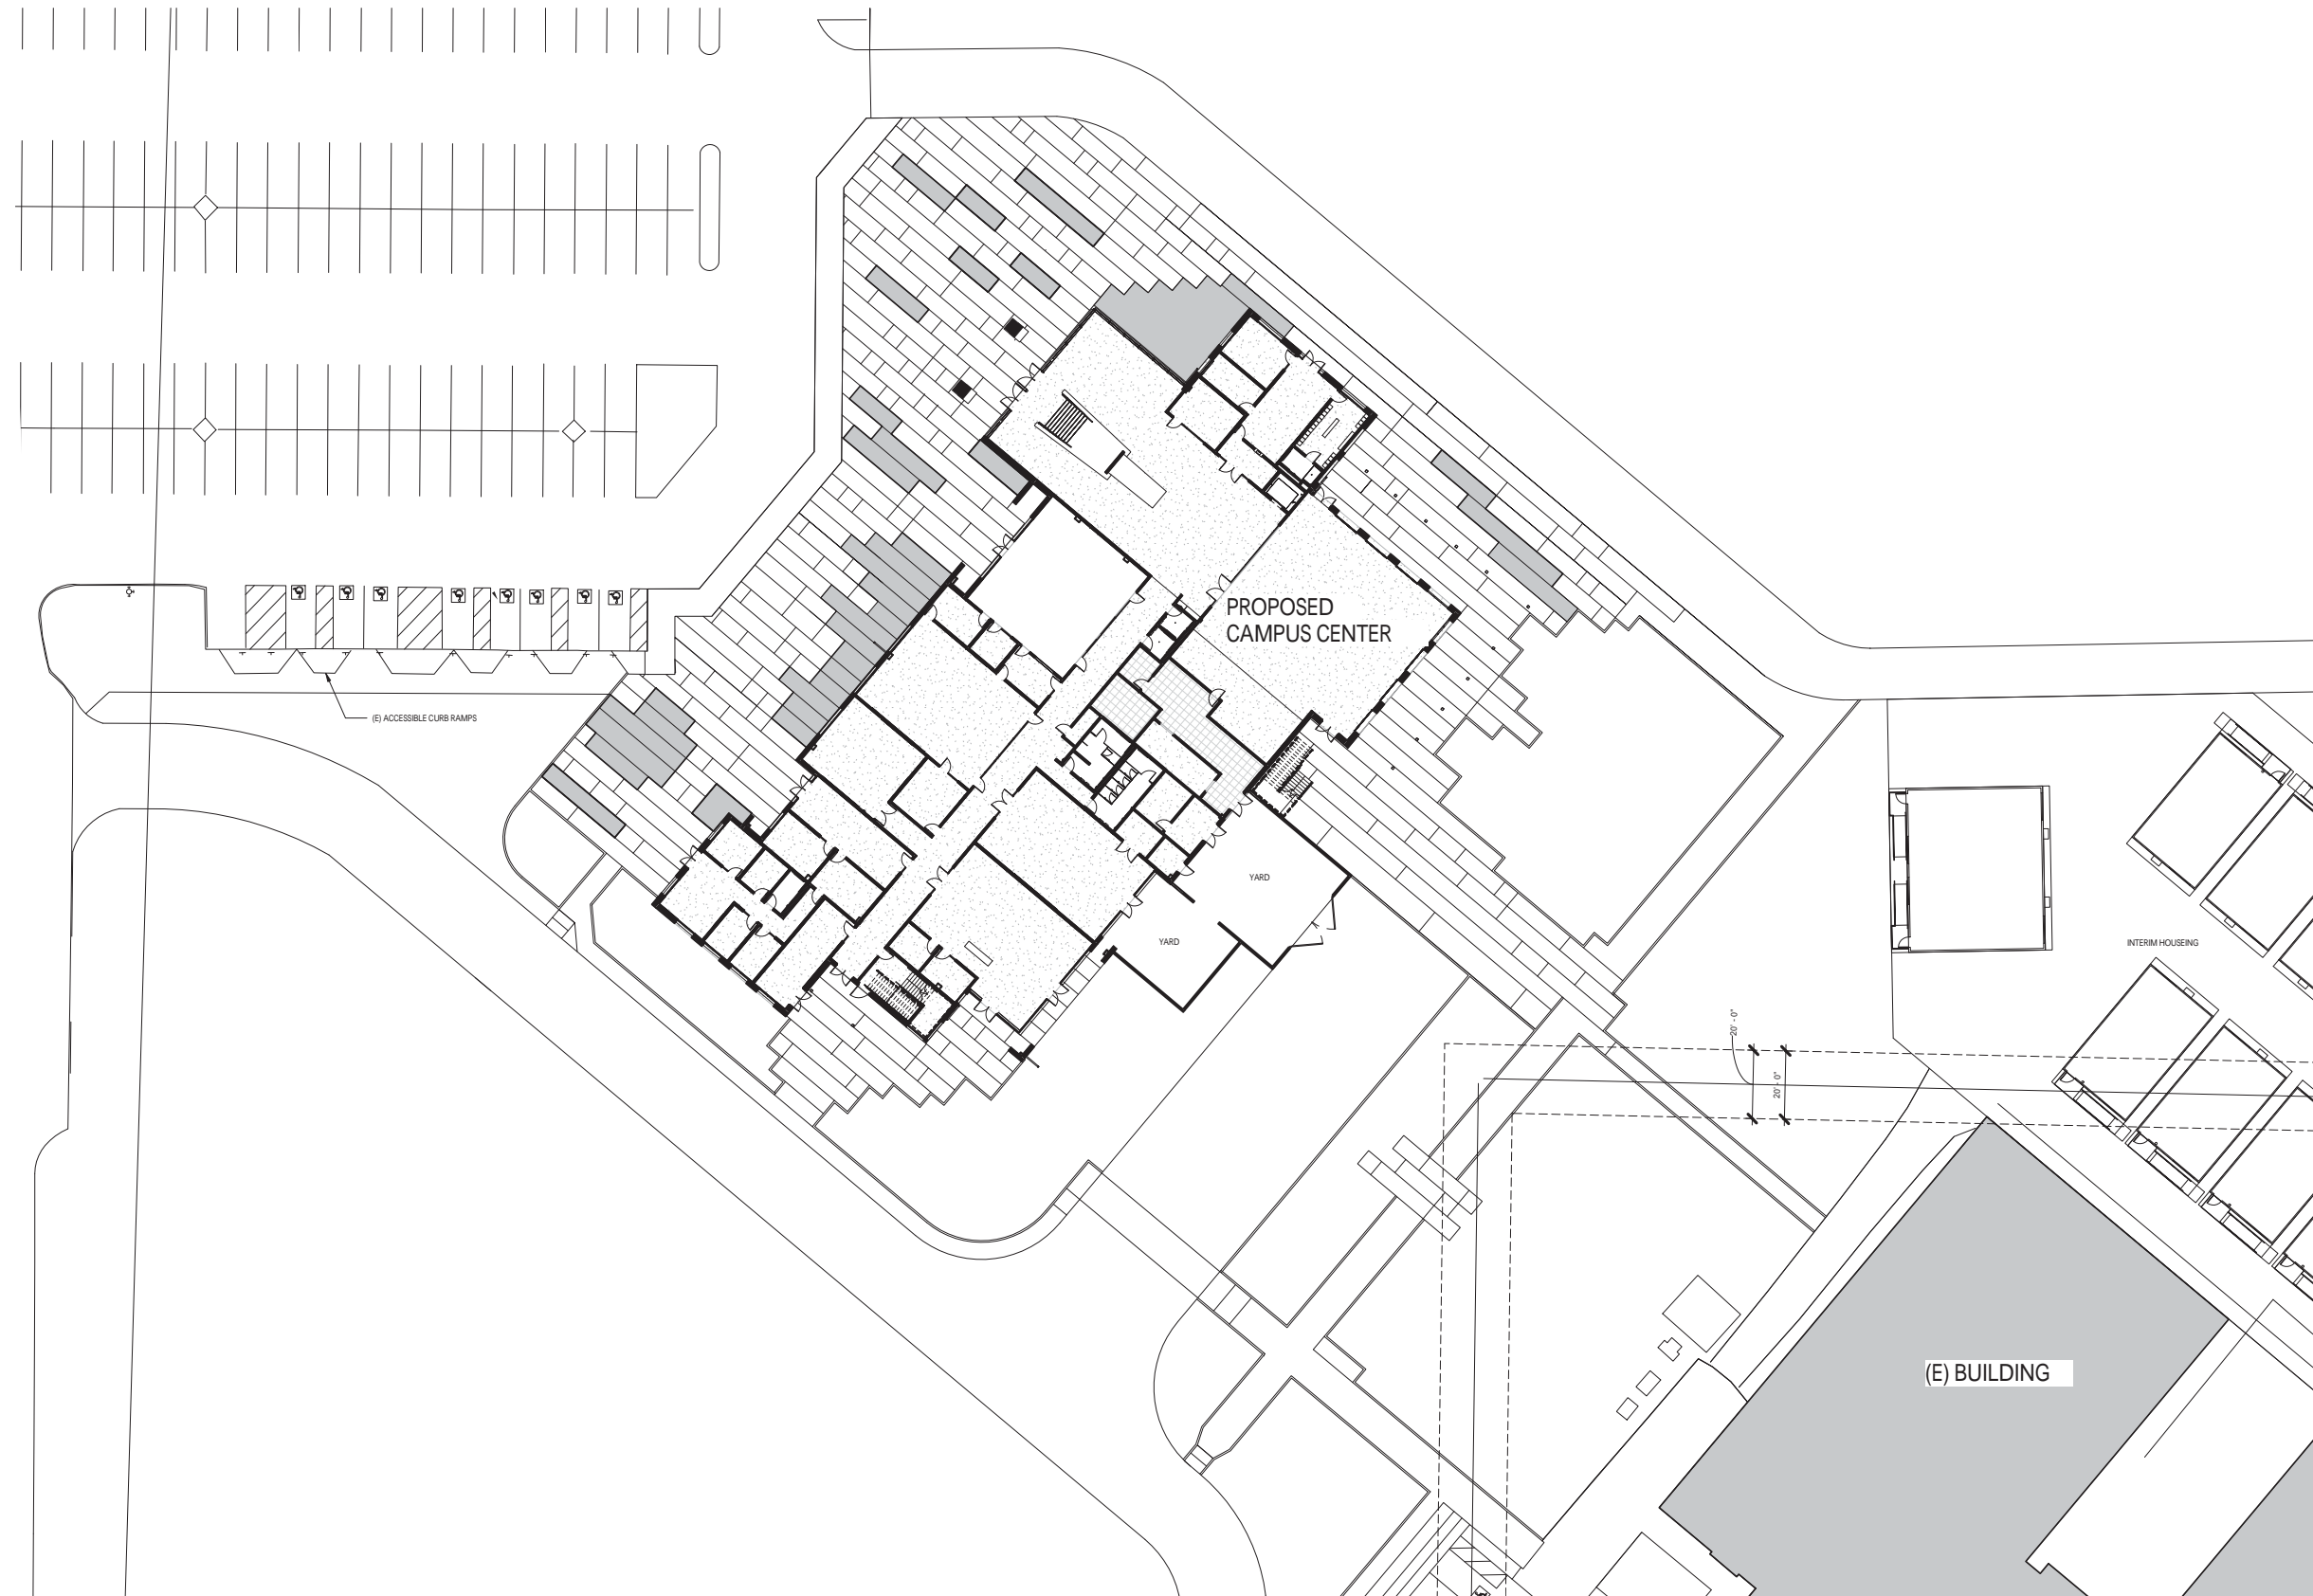 PROPOSED
CAMPUS CENTER
(E) ACCESSIBLE CURB RAMPS
YARD
YARD
INTERIM HOUSEING
20' - 0"
20' - 0"
(E) BUILDING